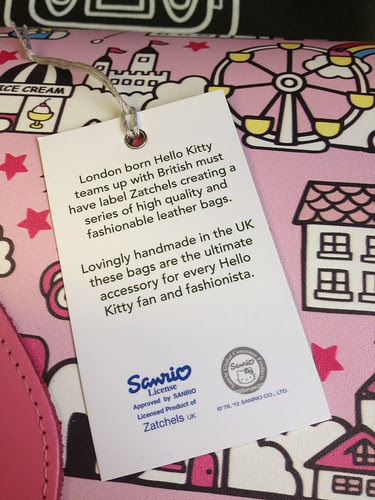 ICE CREAM
London born Hello Kitty
teams up with British must
have label Zatchels creating a
series of high quality and
fashionable leather bags.
Lovingly handmade in the UK
these bags are the ultimate
accessory for every Hello
Kitty fan and fashionista.
Sanrio
License
Approved by SANRIO
Licensed Product of
Zatchels UK
Sanrio
©'76, '12 SANRIO CO., LTD.